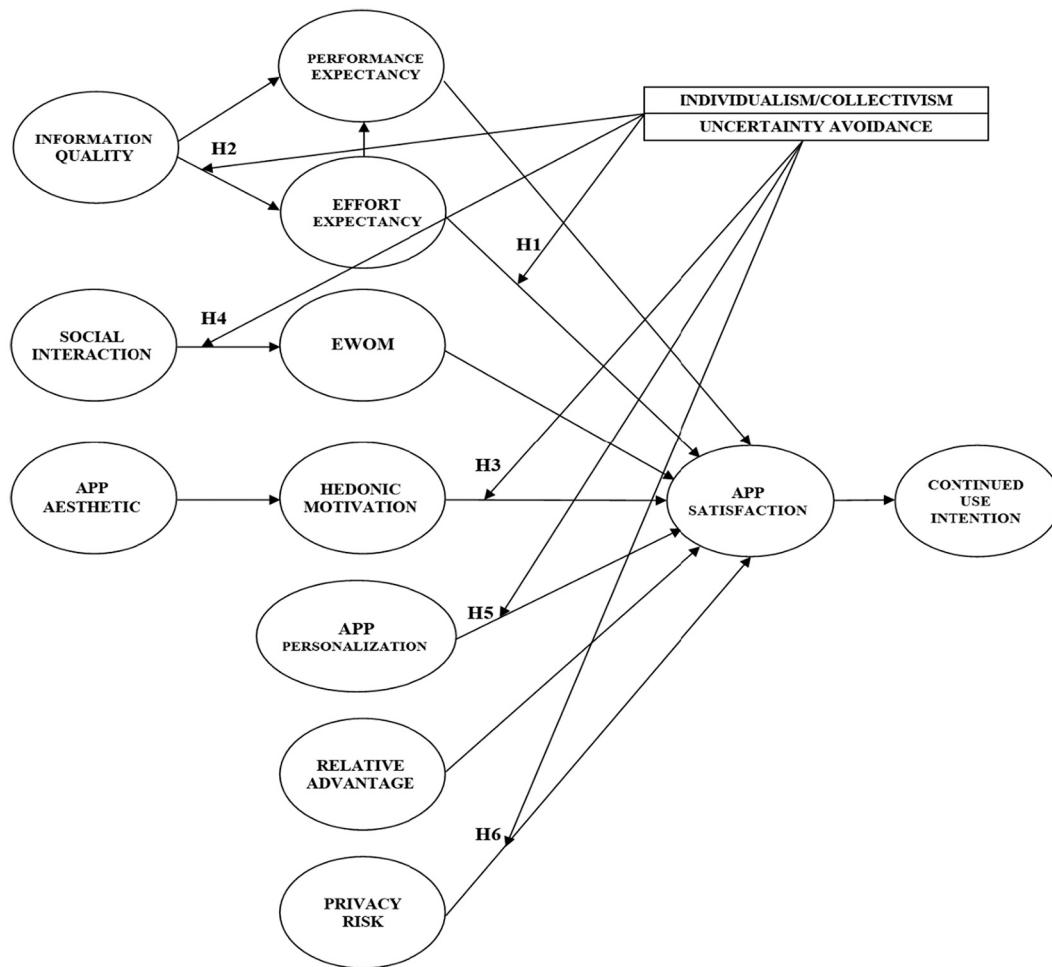 PERFORMANCE
EXPECTANCY
INDIVIDUALISM/COLLECTIVISM
UNCERTAINTY AVOIDANCE
INFORMATION
QUALITY
H2
EFFORT
EXPECTANCY
H1
H4
SOCIAL
INTERACTION
EWOM
H3
APP
AESTHETIC
HEDONIC
MOTIVATION
APP
SATISFACTION
CONTINUED
USE
INTENTION
H5
APP
PERSONALIZATION
RELATIVE
ADVANTAGE
H6
PRIVACY
RISK